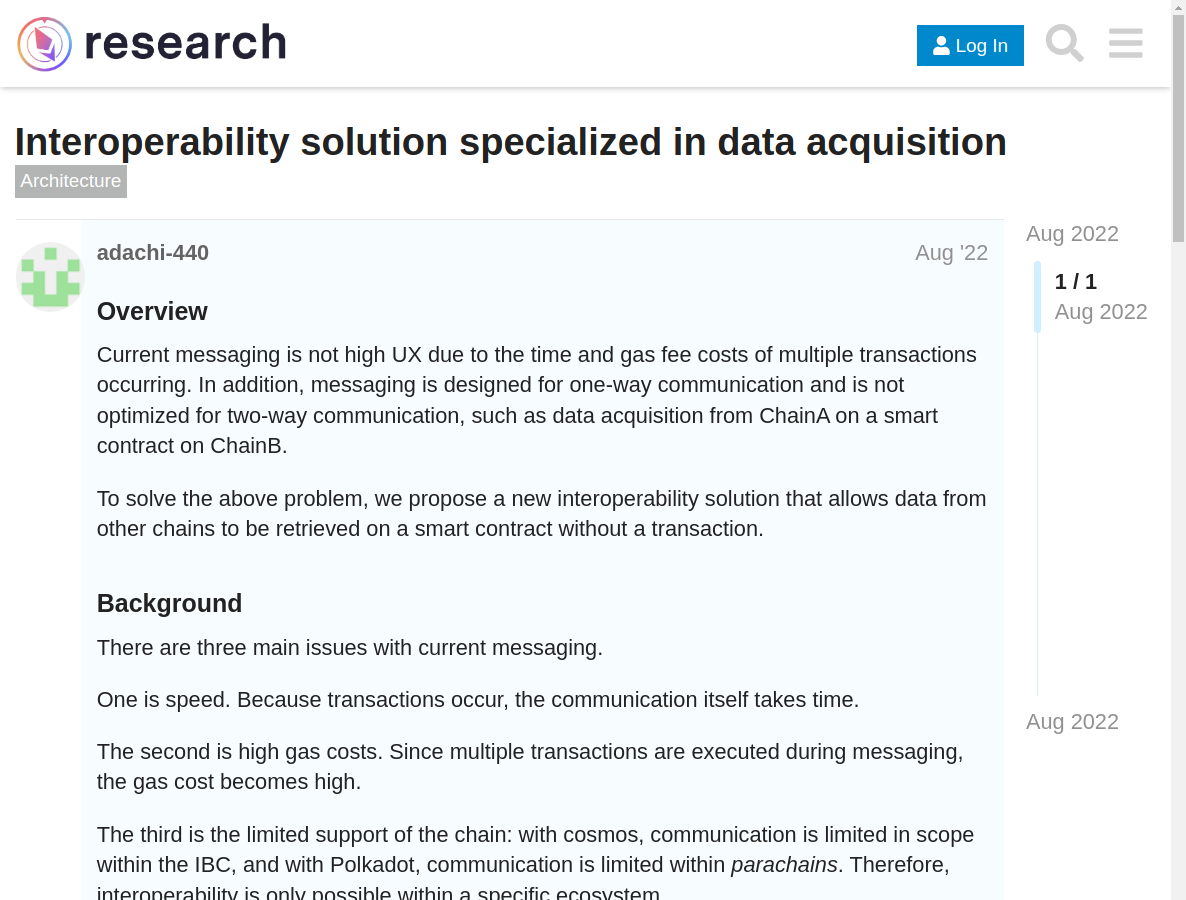 research
Log In
Interoperability solution specialized in data acquisition
Architecture
adachi-440
Aug '22
Overview
Current messaging is not high UX due to the time and gas fee costs of multiple transactions
occurring. In addition, messaging is designed for one-way communication and is not
optimized for two-way communication, such as data acquisition from ChainA on a smart
contract on ChainB.
To solve the above problem, we propose a new interoperability solution that allows data from
other chains to be retrieved on a smart contract without a transaction.
Background
There are three main issues with current messaging.
One is speed. Because transactions occur, the communication itself takes time.
The second is high gas costs. Since multiple transactions are executed during messaging,
the gas cost becomes high.
The third is the limited support of the chain: with cosmos, communication is limited in scope
within the IBC, and with Polkadot, communication is limited within parachains. Therefore,
interoperability is only possible within a specific ecosystem.
Aug 2022
1 / 1
Aug 2022
Aug 2022